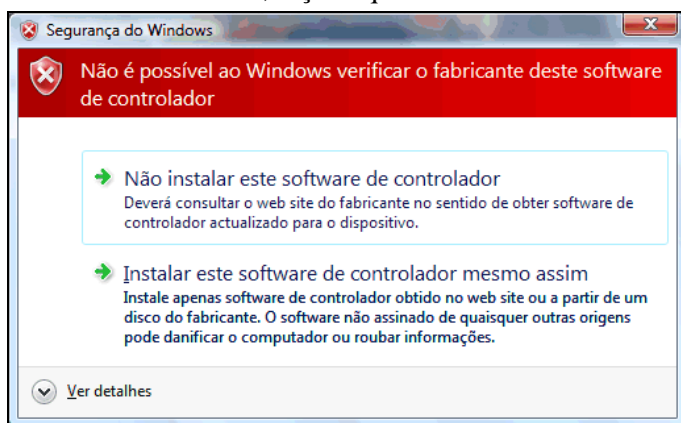 Segurança do Windows
Não é possível ao Windows verificar o fabricante deste software
de controlador
Não instalar este software de controlador
Deverá consultar o web site do fabricante no sentido de obter software de
controlador actualizado para o dispositivo.
Instalar este software de controlador mesmo assim
Instale apenas software de controlador obtido no web site ou a partir de um
disco do fabricante. O software não assinado de quaisquer outras origens
pode danificar o computador ou roubar informações.
Ver detalhes